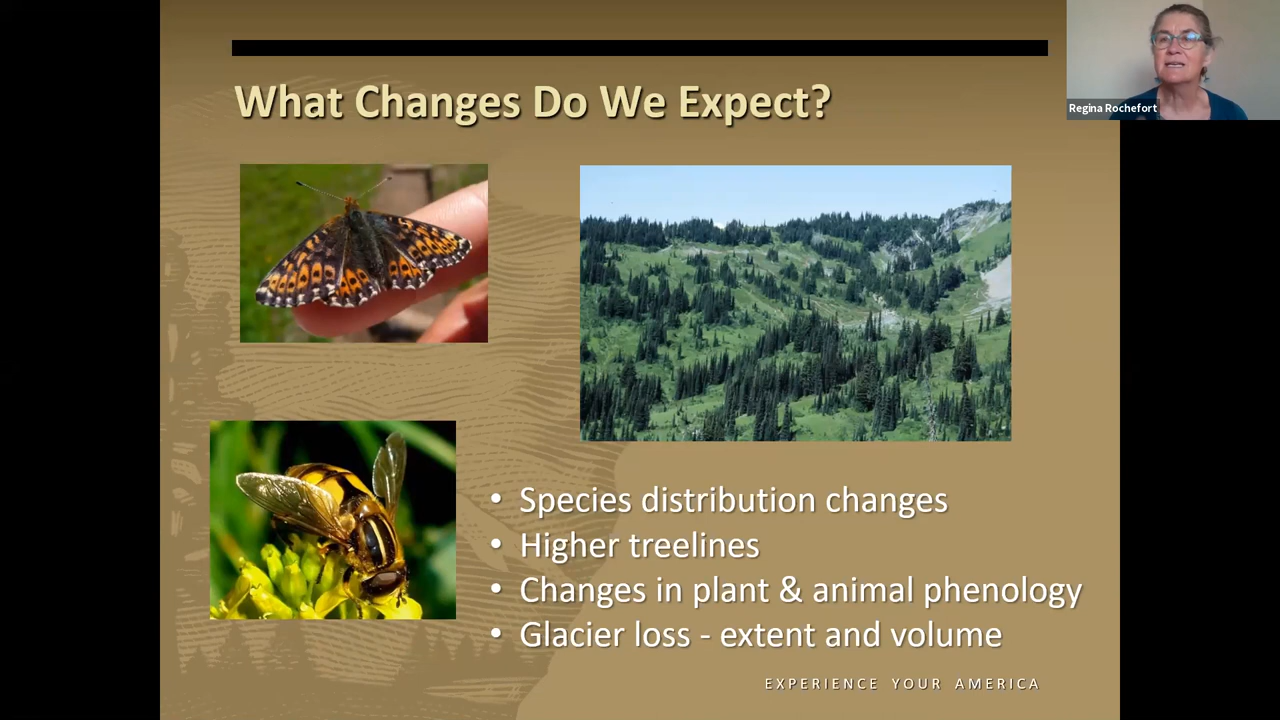 What Changes Do We Expect?
Regina Rochefort
• Species distribution changes
• Higher treelines
• Changes in plant & animal phenology
• Glacier loss - extent and volume
EXPERIENCE YOUR AMERICA